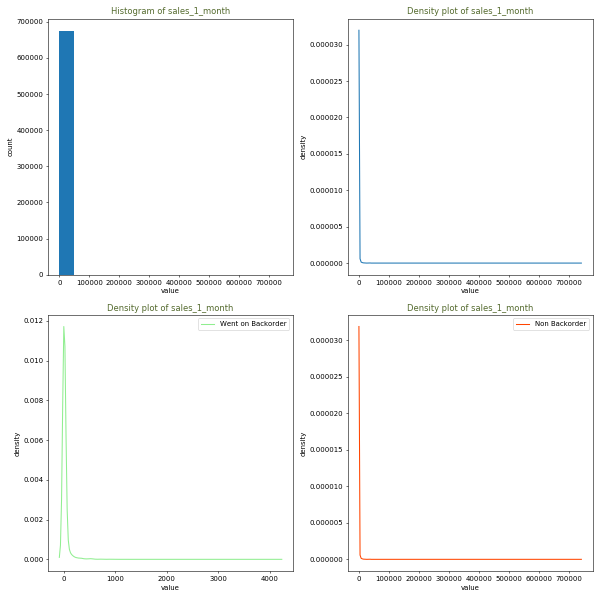 Histogram of sales_1_month
700000
600000
500000
400000
300000
200000
100000
0
count
0 100000 200000 300000 400000 500000 600000 700000
value
Density plot of sales_1_month
0.000030
0.000025
0.000020
0.000015
0.000010
0.000005
0.000000
density
0 100000 200000 300000 400000 500000 600000 700000
value
Density plot of sales_1_month
Went on Backorder
0.012
0.010
0.008
0.006
0.004
0.002
0.000
density
0 1000 2000 3000 4000
value
Density plot of sales_1_month
Non Backorder
0.000030
0.000025
0.000020
0.000015
0.000010
0.000005
0.000000
density
0 100000 200000 300000 400000 500000 600000 700000
value